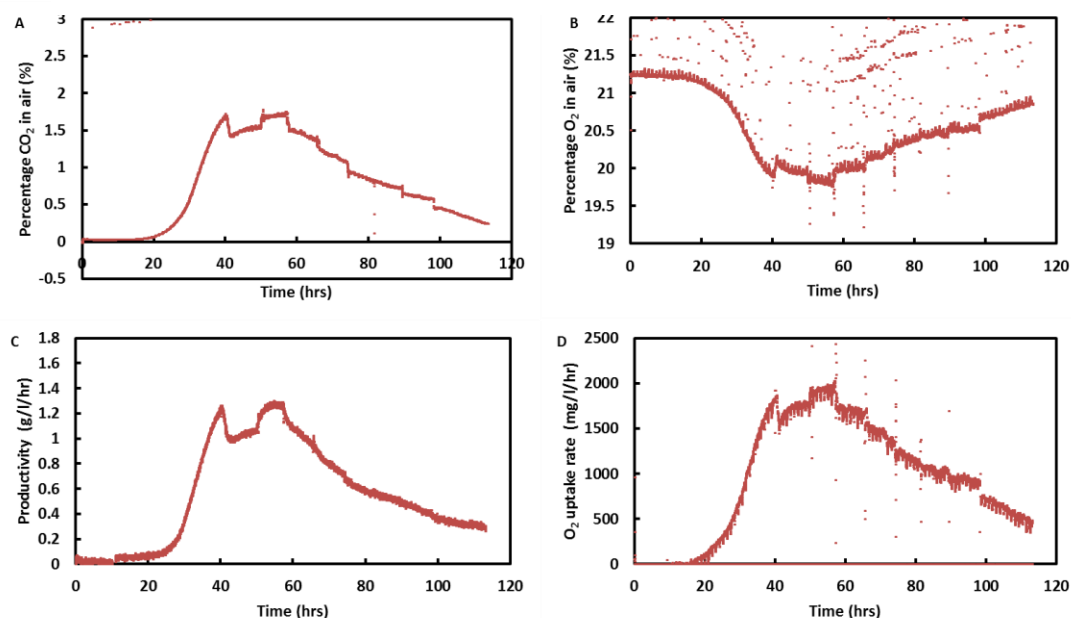 A
Percentage CO₂ in air (%)
3
2.5
2
1.5
1
0.5
0
-0.5
0 20 40 60 80 100 120
Time (hrs)
B
Percentage O₂ in air (%)
22
21.5
21
20.5
20
19.5
19
0 20 40 60 80 100 120
Time (hrs)
C
Productivity (g/l/hr)
1.8
1.6
1.4
1.2
1
0.8
0.6
0.4
0.2
0
0 20 40 60 80 100 120
Time (hrs)
D
O₂ uptake rate (mg/l/hr)
2500
2000
1500
1000
500
0
0 20 40 60 80 100 120
Time (hrs)